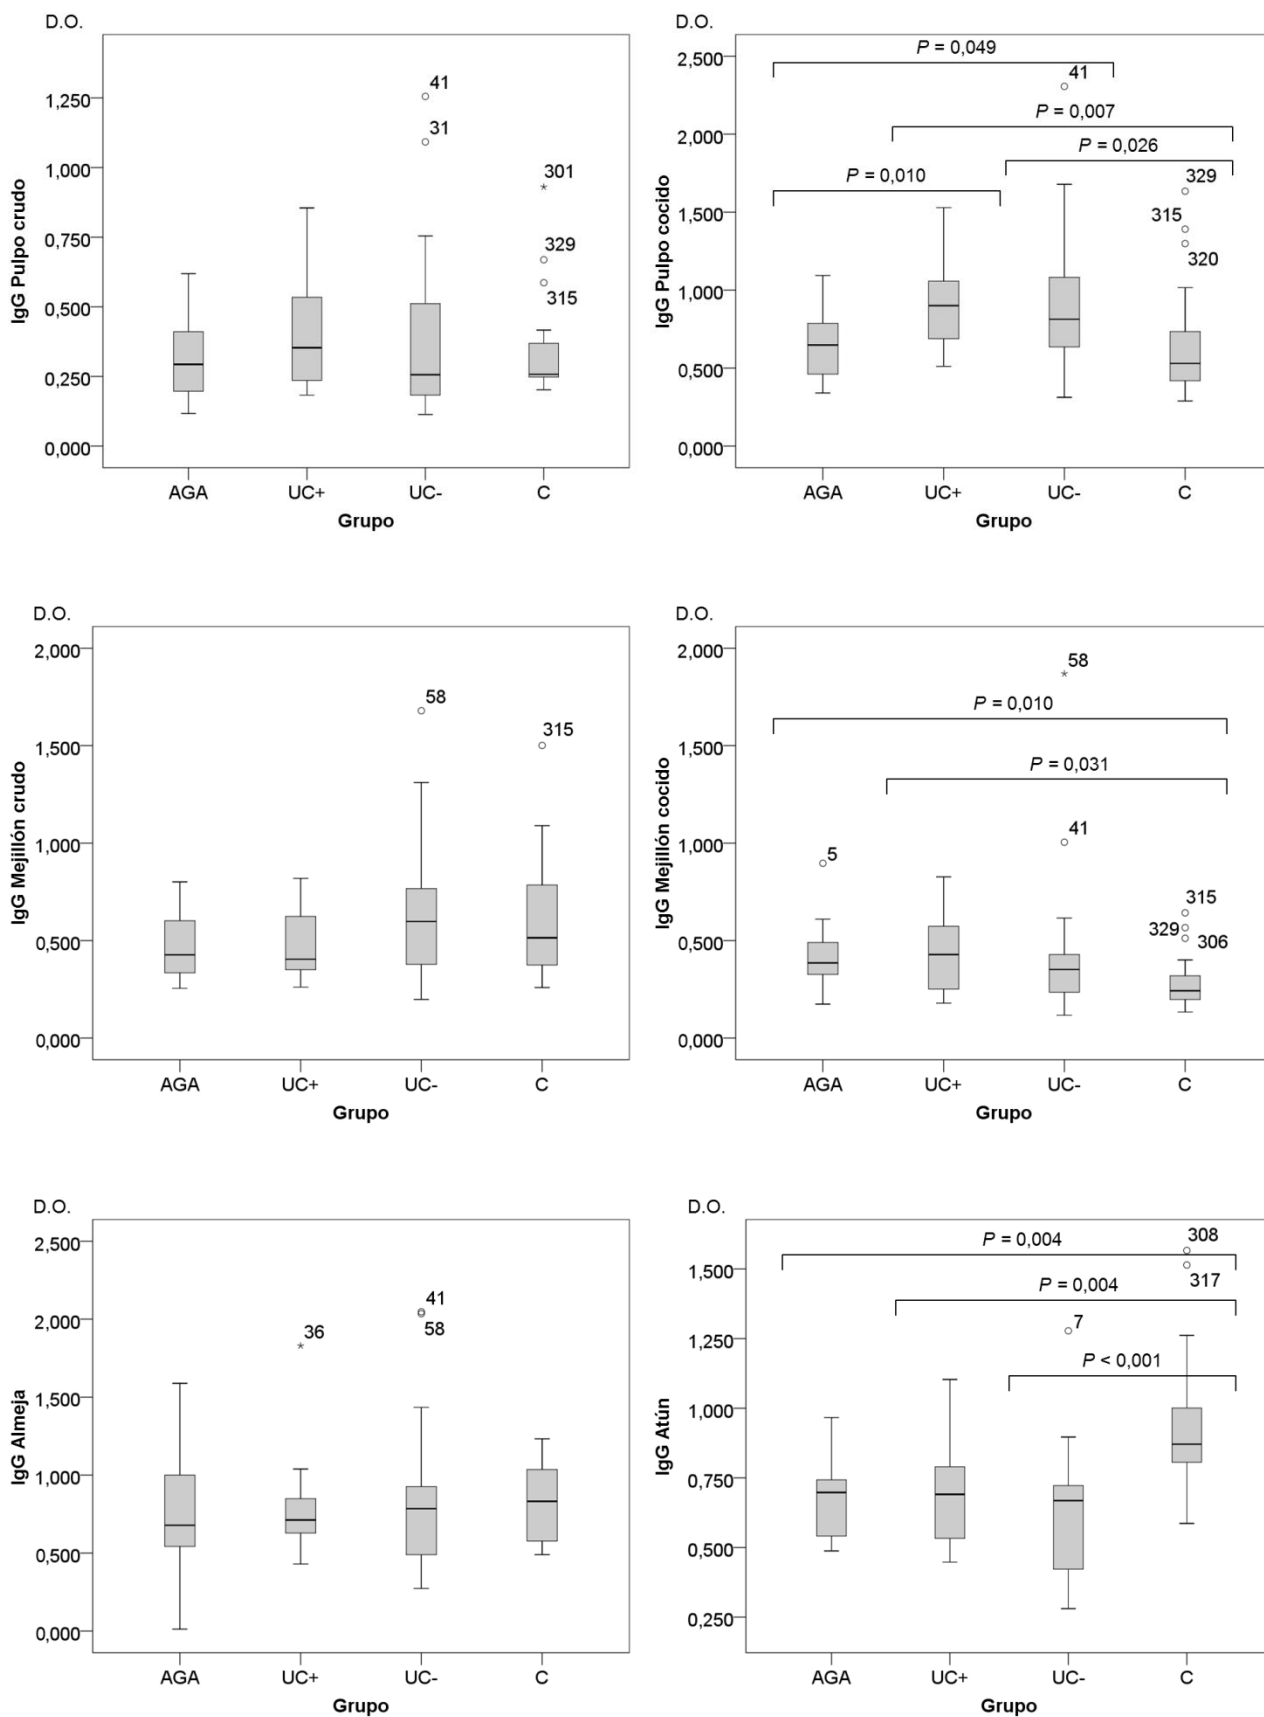 D.O.
IgG Pulpo crudo
1,250
1,000
0,750
0,500
0,250
0,000
41
31
301
329
315
AGA UC+ UC- C
Grupo
D.O.
IgG Pulpo cocido
2,500
2,000
1,500
1,000
0,500
0,000
P = 0,049
41
P = 0,007
P = 0,026
P = 0,010
329
315
320
AGA UC+ UC- C
Grupo
D.O.
IgG Mejillón crudo
2,000
1,500
1,000
0,500
0,000
58
315
AGA UC+ UC- C
Grupo
D.O.
IgG Mejillón cocido
2,000
1,500
1,000
0,500
0,000
58
P = 0,010
P = 0,031
41
5
315
329
306
AGA UC+ UC- C
Grupo
D.O.
IgG Almeja
2,500
2,000
1,500
1,000
0,500
0,000
36
41
58
AGA UC+ UC- C
Grupo
D.O.
IgG Atún
1,500
1,250
1,000
0,750
0,500
0,250
P = 0,004
308
317
P = 0,004
7
P < 0,001
AGA UC+ UC- C
Grupo